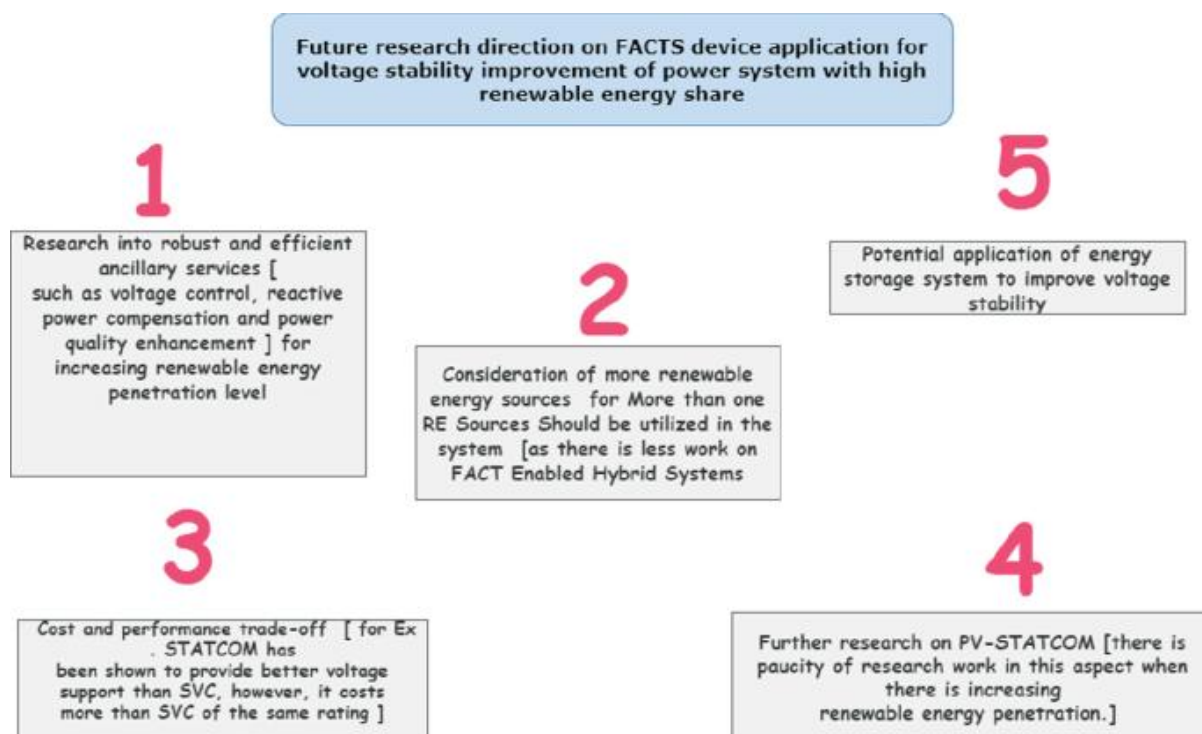 Future research direction on FACTS device application for
voltage stability improvement of power system with high
renewable energy share
1
Research into robust and efficient
ancillary services [
such as voltage control, reactive
power compensation and power
quality enhancement ] for
increasing renewable energy
penetration level
2
Consideration of more renewable
energy sources for More than one
RE Sources Should be utilized in the
system [as there is less work on
FACT Enabled Hybrid Systems
3
Cost and performance trade-off [ for Ex
. STATCOM has
been shown to provide better voltage
support than SVC, however, it costs
more than SVC of the same rating ]
4
Further research on PV-STATCOM [there is
paucity of research work in this aspect when
there is increasing
renewable energy penetration.]
5
Potential application of energy
storage system to improve voltage
stability